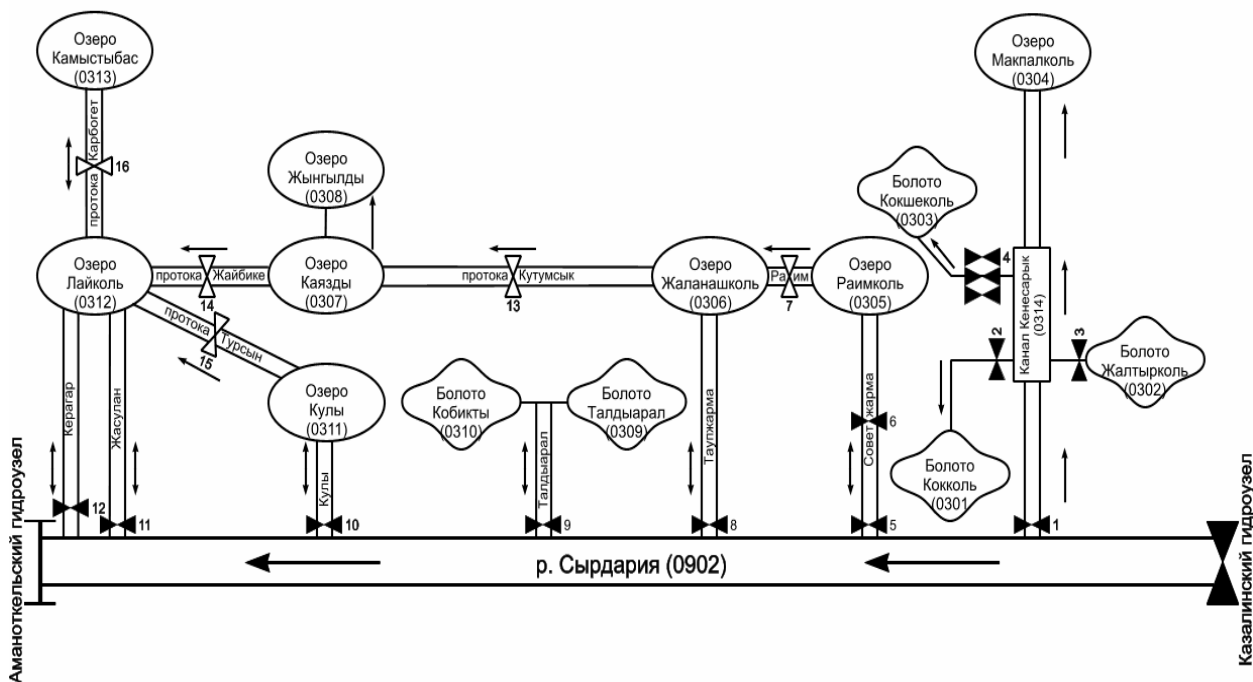 Озеро
Камыстыбас
(0313)
Озеро
Макпалколь
(0304)
протока Карбогет
16
Озеро
Жынгылды
(0308)
Болото
Кокшеколь
(0303)
4
Озеро
Лайколь
(0312)
протока Жайбике
14
Озеро
Каязды
(0307)
протока Кутумсык
13
Озеро
Жаланашколь
(0306)
Раим
7
Озеро
Раимколь
(0305)
Канал Кенесарык
(0314)
2
3
Болото
Жалтырколь
(0302)
протока Турсын
15
Озеро
Кулы
(0311)
Болото
Кобикты
(0310)
Болото
Талдыарал
(0309)
Керагар
Жасулан
Кулы
Талдыарал
Таупжарма
Совет жарма
6
Болото
Кокколь
(0301
12
11
10
9
8
5
1
р. Сырдария (0902)
Аманоткельский гидроузел
Казалинский гидроузел